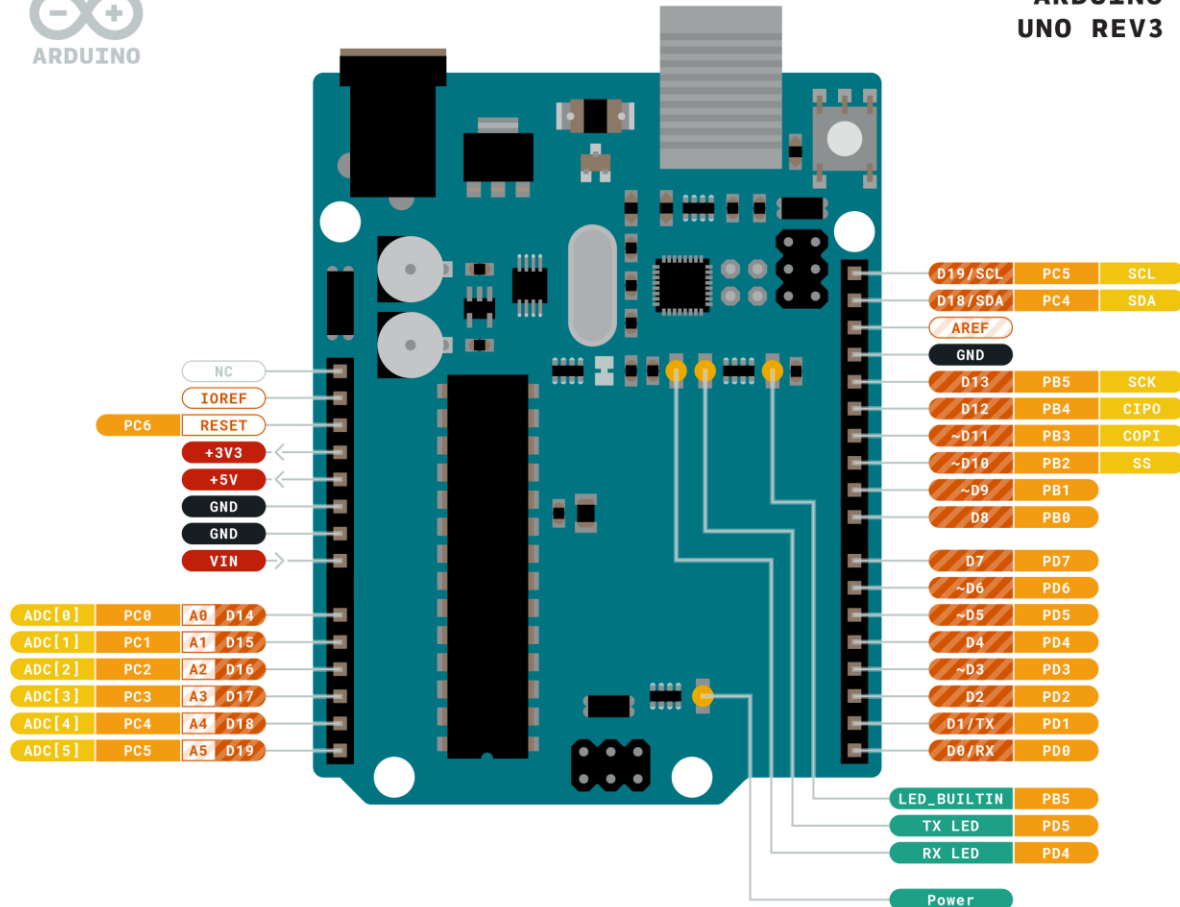 ARDUINO
ARDUINO
UNO REV3
D19/SCL PC5 SCL
D18/SDA PC4 SDA
AREF
GND
NC
D13 PB5 SCK
IOREF
D12 PB4 CIPO
PC6 RESET
~D11 PB3 COPI
+3V3
~D10 PB2 SS
+5V
~D9 PB1
GND
D8 PB0
GND
VIN
D7 PD7
~D6 PD6
ADC[0] PC0 A0 D14
~D5 PD5
ADC[1] PC1 A1 D15
D4 PD4
ADC[2] PC2 A2 D16
~D3 PD3
ADC[3] PC3 A3 D17
D2 PD2
ADC[4] PC4 A4 D18
D1/TX PD1
ADC[5] PC5 A5 D19
D0/RX PD0
LED_BUILTIN PB5
TX LED PD5
RX LED PD4
Power